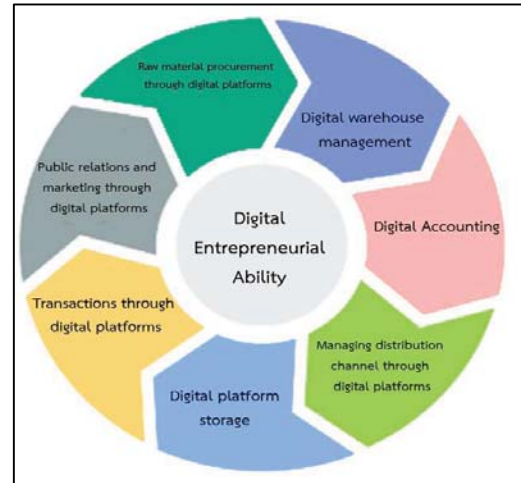 Raw material procurement
through digital platforms
Digital warehouse
management
Digital Accounting
Managing distribution
channel through
digital platforms
Digital platform
storage
Transactions through
digital platforms
Public relations and
marketing through
digital platforms
Digital
Entrepreneurial
Ability